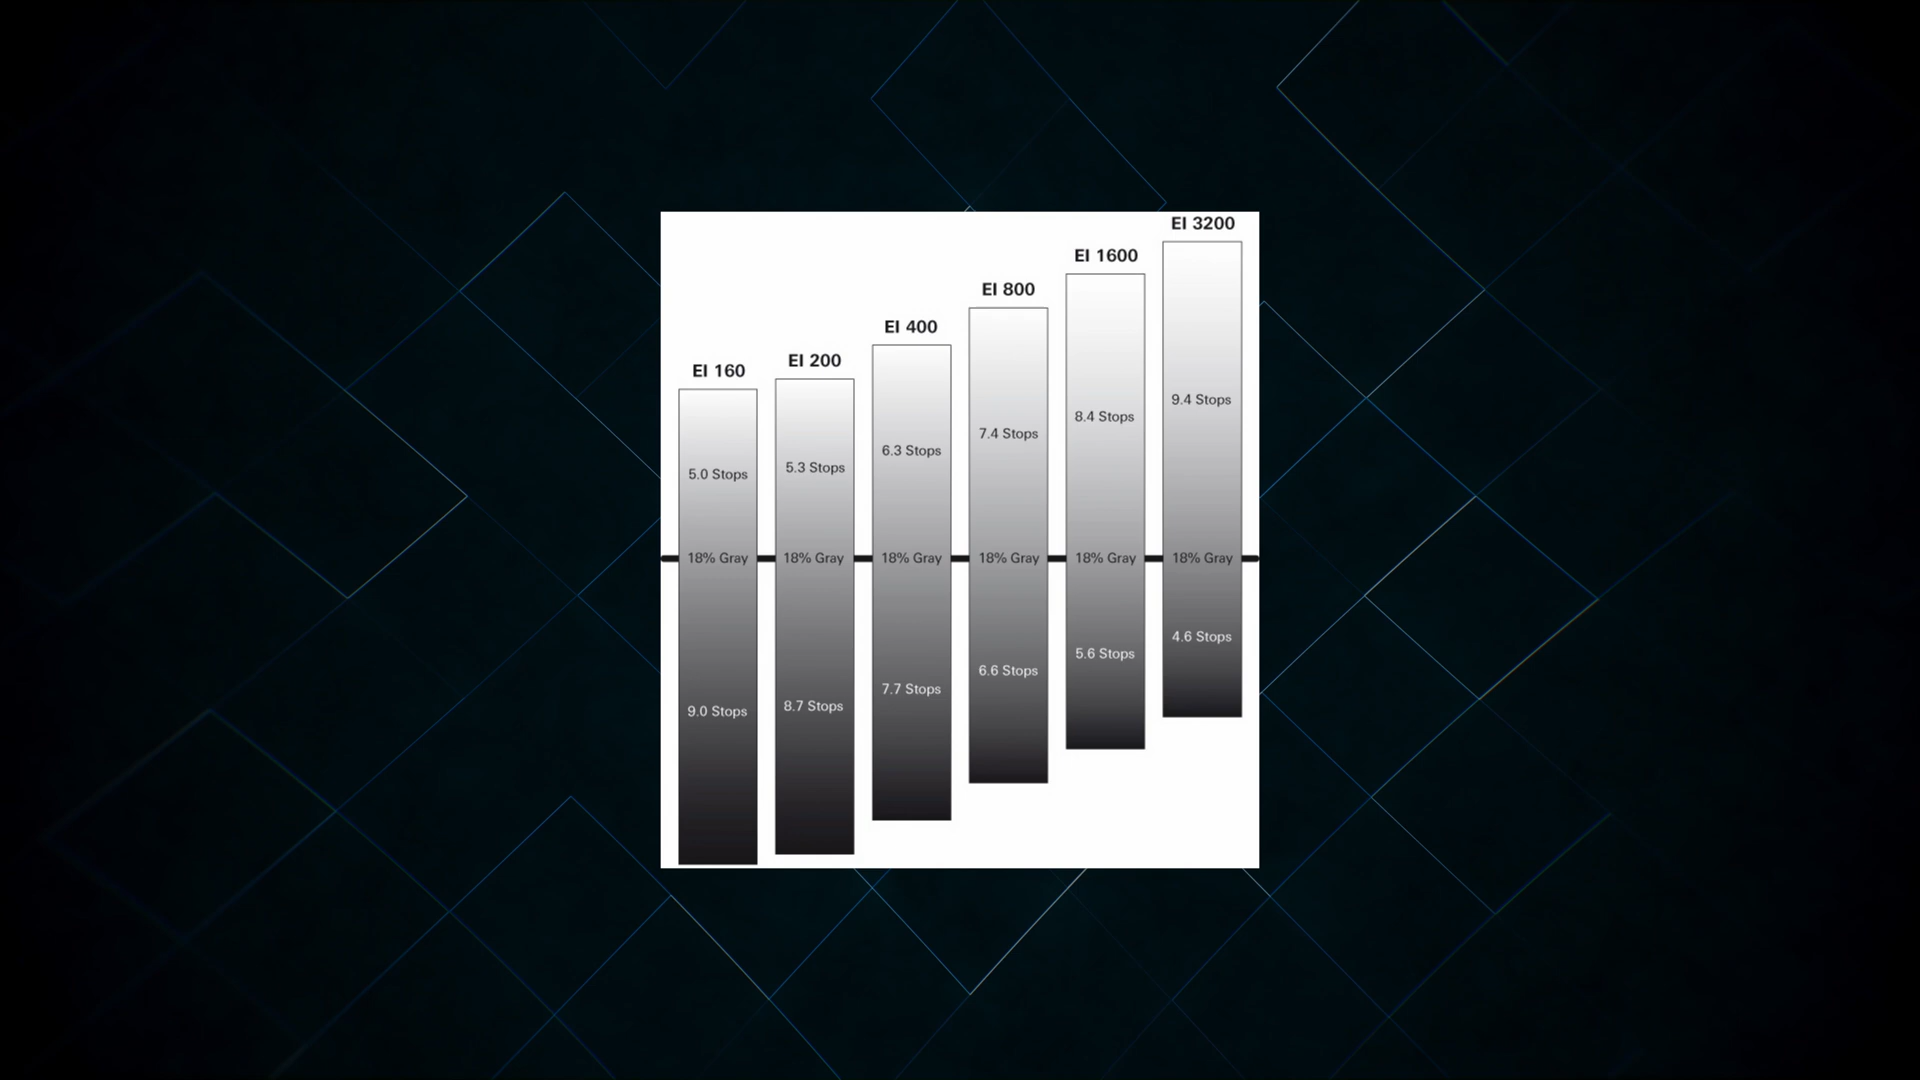 EI 160
5.0 Stops
18% Gray
9.0 Stops
EI 200
5.3 Stops
18% Gray
8.7 Stops
EI 400
6.3 Stops
18% Gray
7.7 Stops
EI 800
7.4 Stops
18% Gray
6.6 Stops
EI 1600
8.4 Stops
18% Gray
5.6 Stops
EI 3200
9.4 Stops
18% Gray
4.6 Stops